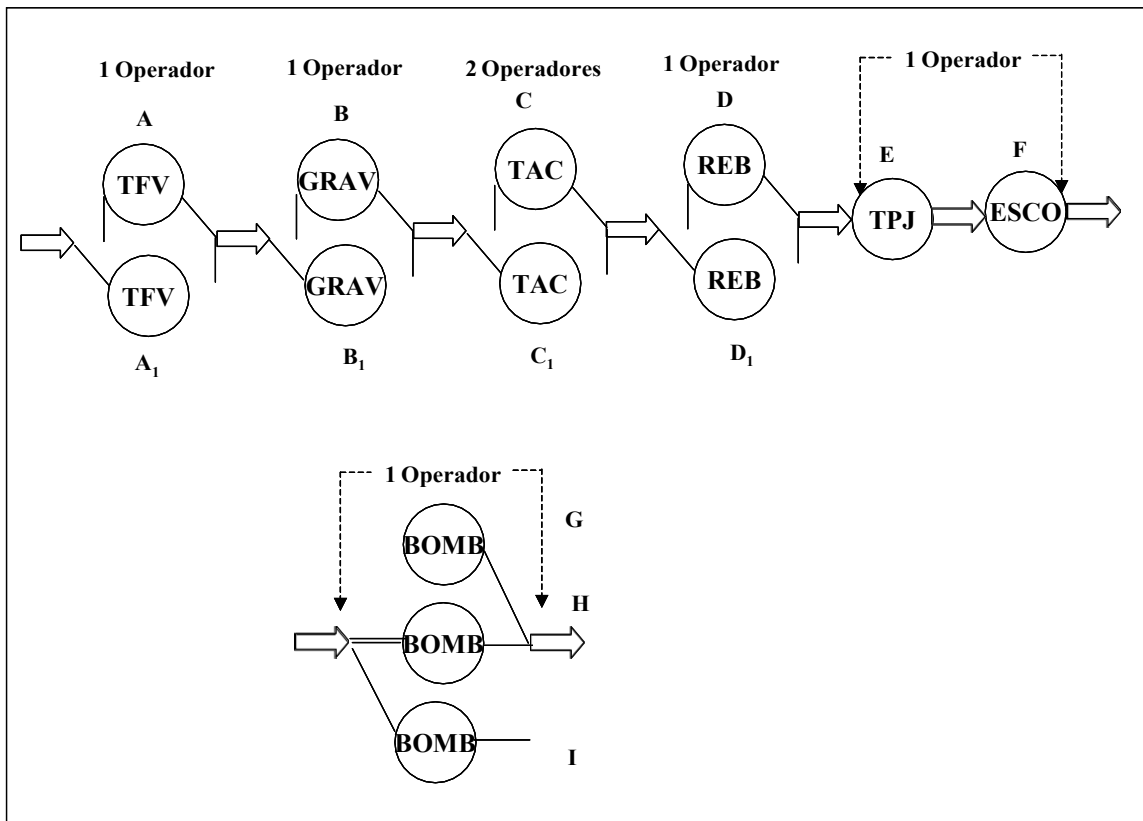 1 Operador 1 Operador 2 Operadores 1 Operador 1 Operador
A B C D E F
TFV GRAV TAC REB TPJ ESCO
TFV GRAV TAC REB
A1 B1 C1 D1
1 Operador
G
BOMB
H
BOMB
BOMB
I